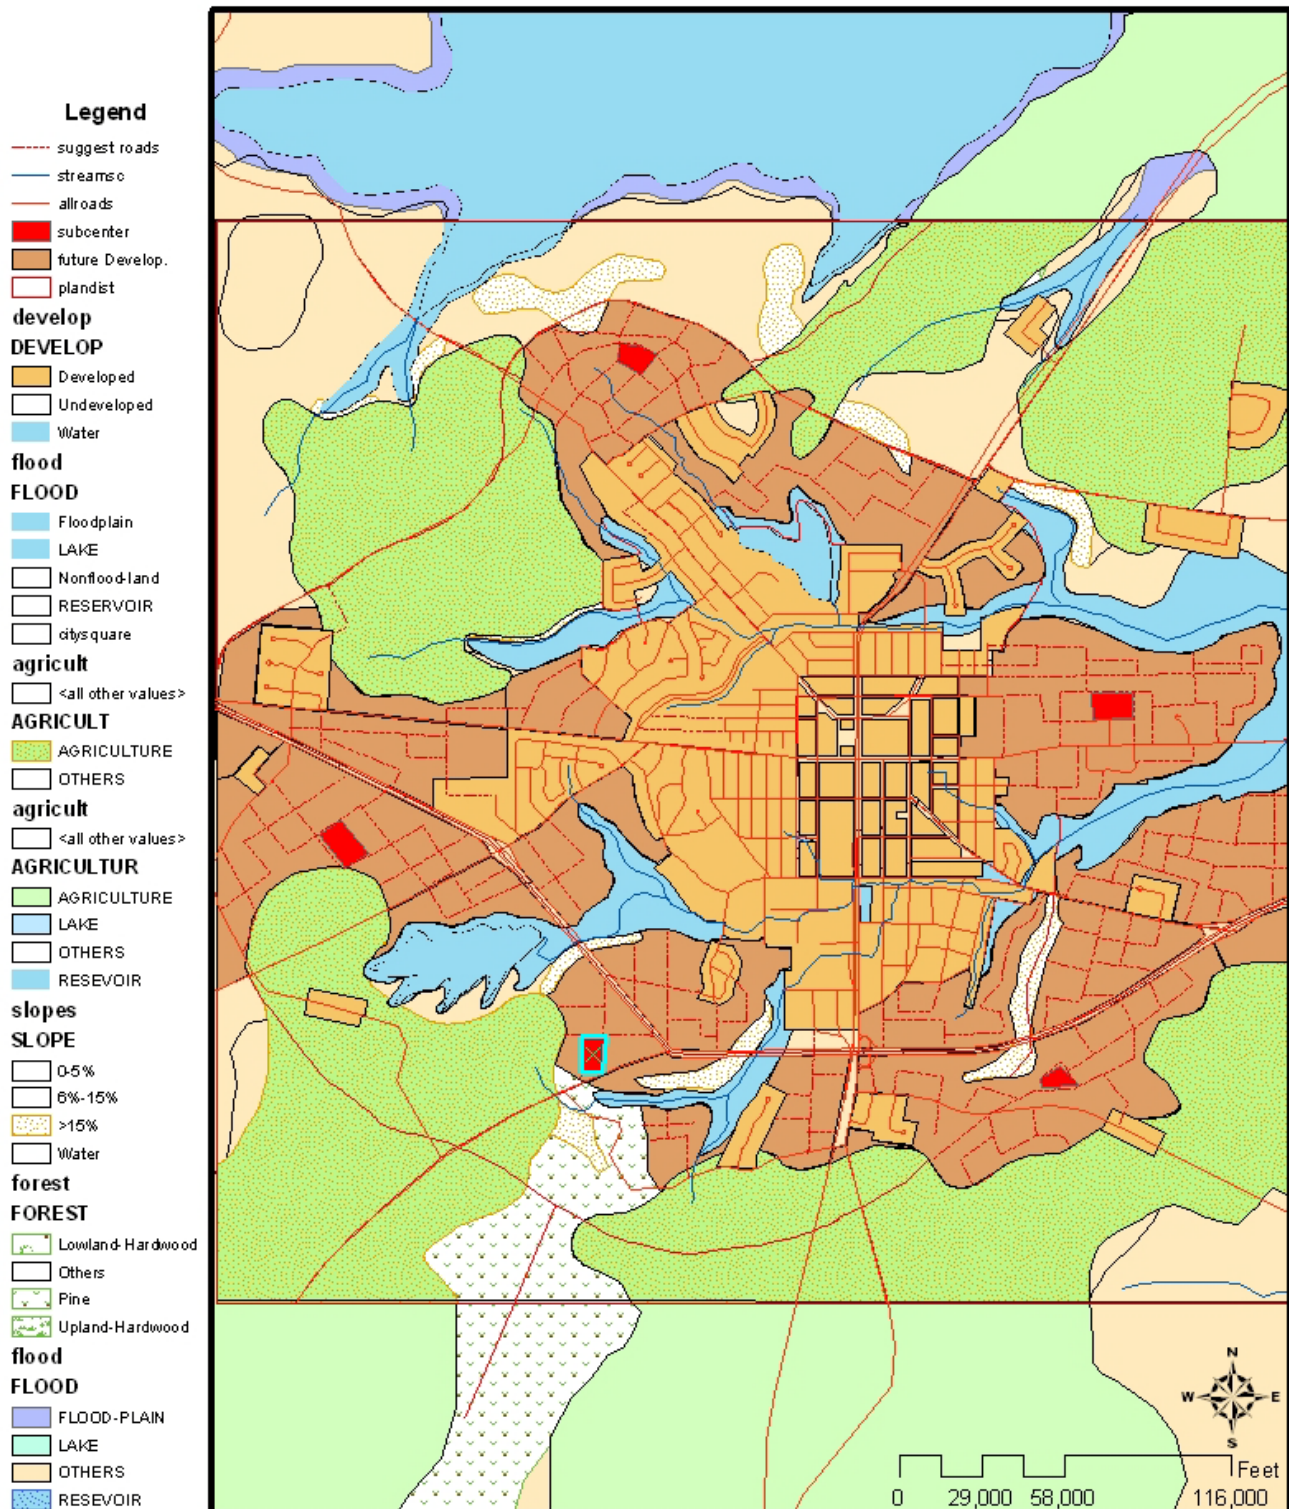 Legend
suggest roads
streamsc
allroads
subcenter
future Develop.
plandist
develop
DEVELOP
Developed
Undeveloped
Water
flood
FLOOD
Floodplain
LAKE
Nonflood-land
RESERVOIR
citysquare
agricult
<all other values>
AGRICULT
AGRICULTURE
OTHERS
agricult
<all other values>
AGRICULTUR
AGRICULTURE
LAKE
OTHERS
RESEVOIR
slopes
SLOPE
0-5%
6%-15%
>15%
Water
forest
FOREST
Lowland-Hardwood
Others
Pine
Upland-Hardwood
flood
FLOOD
FLOOD-PLAIN
LAKE
OTHERS
RESEVOIR
N
W E
S
Feet
0 29,000 58,000 116,000